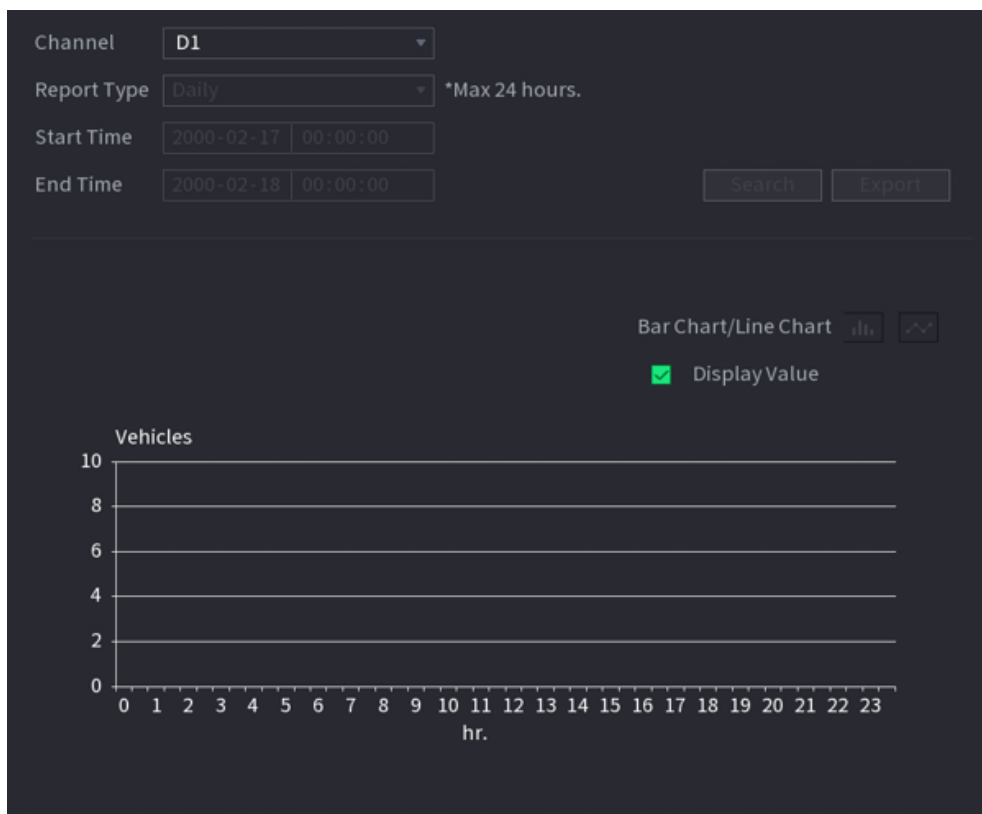 Channel D1
Report Type Daily *Max 24 hours.
Start Time 2000-02-17 00:00:00
End Time 2000-02-18 00:00:00 Search Export
Bar Chart/Line Chart
Display Value
Vehicles
10
8
6
4
2
0
0 1 2 3 4 5 6 7 8 9 10 11 12 13 14 15 16 17 18 19 20 21 22 23
hr.